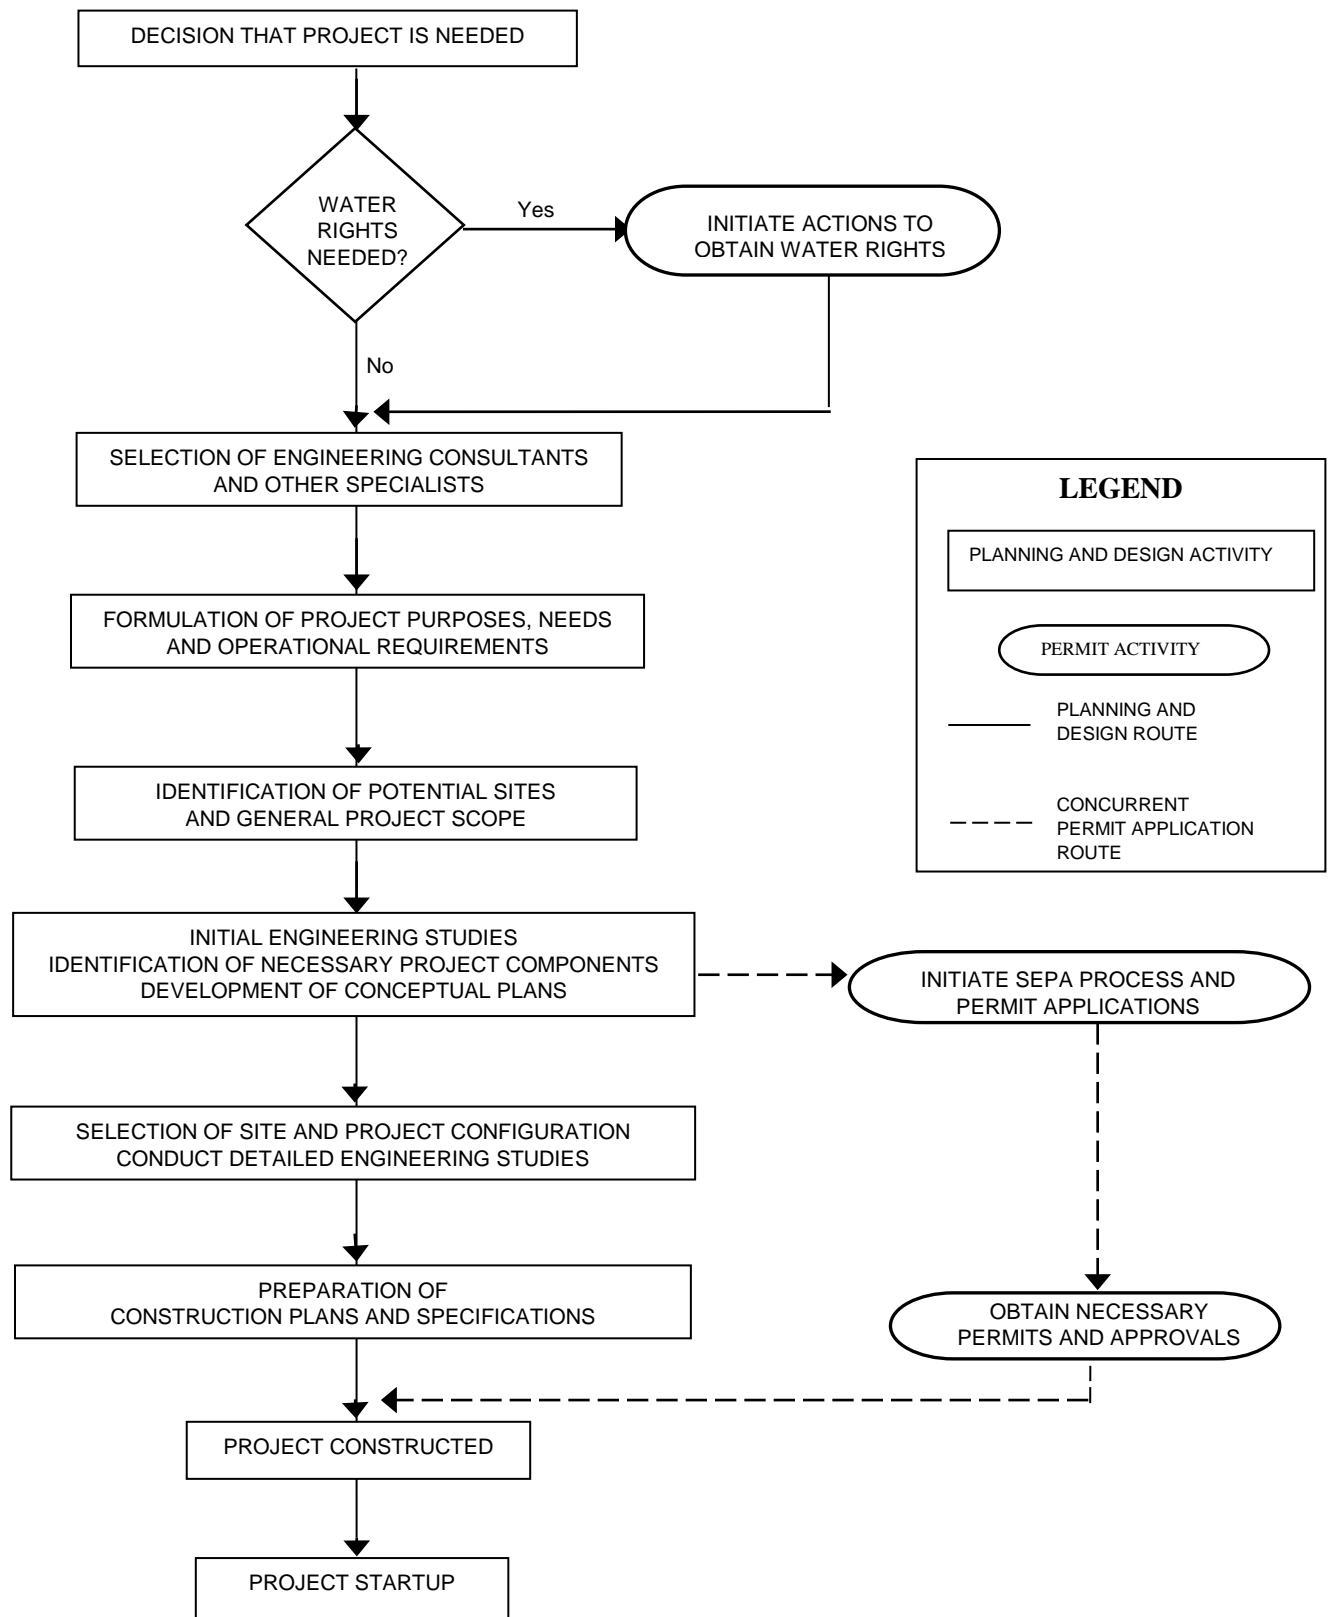 DECISION THAT PROJECT IS NEEDED
WATER
RIGHTS
NEEDED?
Yes
INITIATE ACTIONS TO
OBTAIN WATER RIGHTS
No
SELECTION OF ENGINEERING CONSULTANTS
AND OTHER SPECIALISTS
FORMULATION OF PROJECT PURPOSES, NEEDS
AND OPERATIONAL REQUIREMENTS
IDENTIFICATION OF POTENTIAL SITES
AND GENERAL PROJECT SCOPE
LEGEND
PLANNING AND DESIGN ACTIVITY
PERMIT ACTIVITY
PLANNING AND
DESIGN ROUTE
CONCURRENT
PERMIT APPLICATION
ROUTE
INITIAL ENGINEERING STUDIES
IDENTIFICATION OF NECESSARY PROJECT COMPONENTS
DEVELOPMENT OF CONCEPTUAL PLANS
INITIATE SEPA PROCESS AND
PERMIT APPLICATIONS
SELECTION OF SITE AND PROJECT CONFIGURATION
CONDUCT DETAILED ENGINEERING STUDIES
PREPARATION OF
CONSTRUCTION PLANS AND SPECIFICATIONS
OBTAIN NECESSARY
PERMITS AND APPROVALS
PROJECT CONSTRUCTED
PROJECT STARTUP